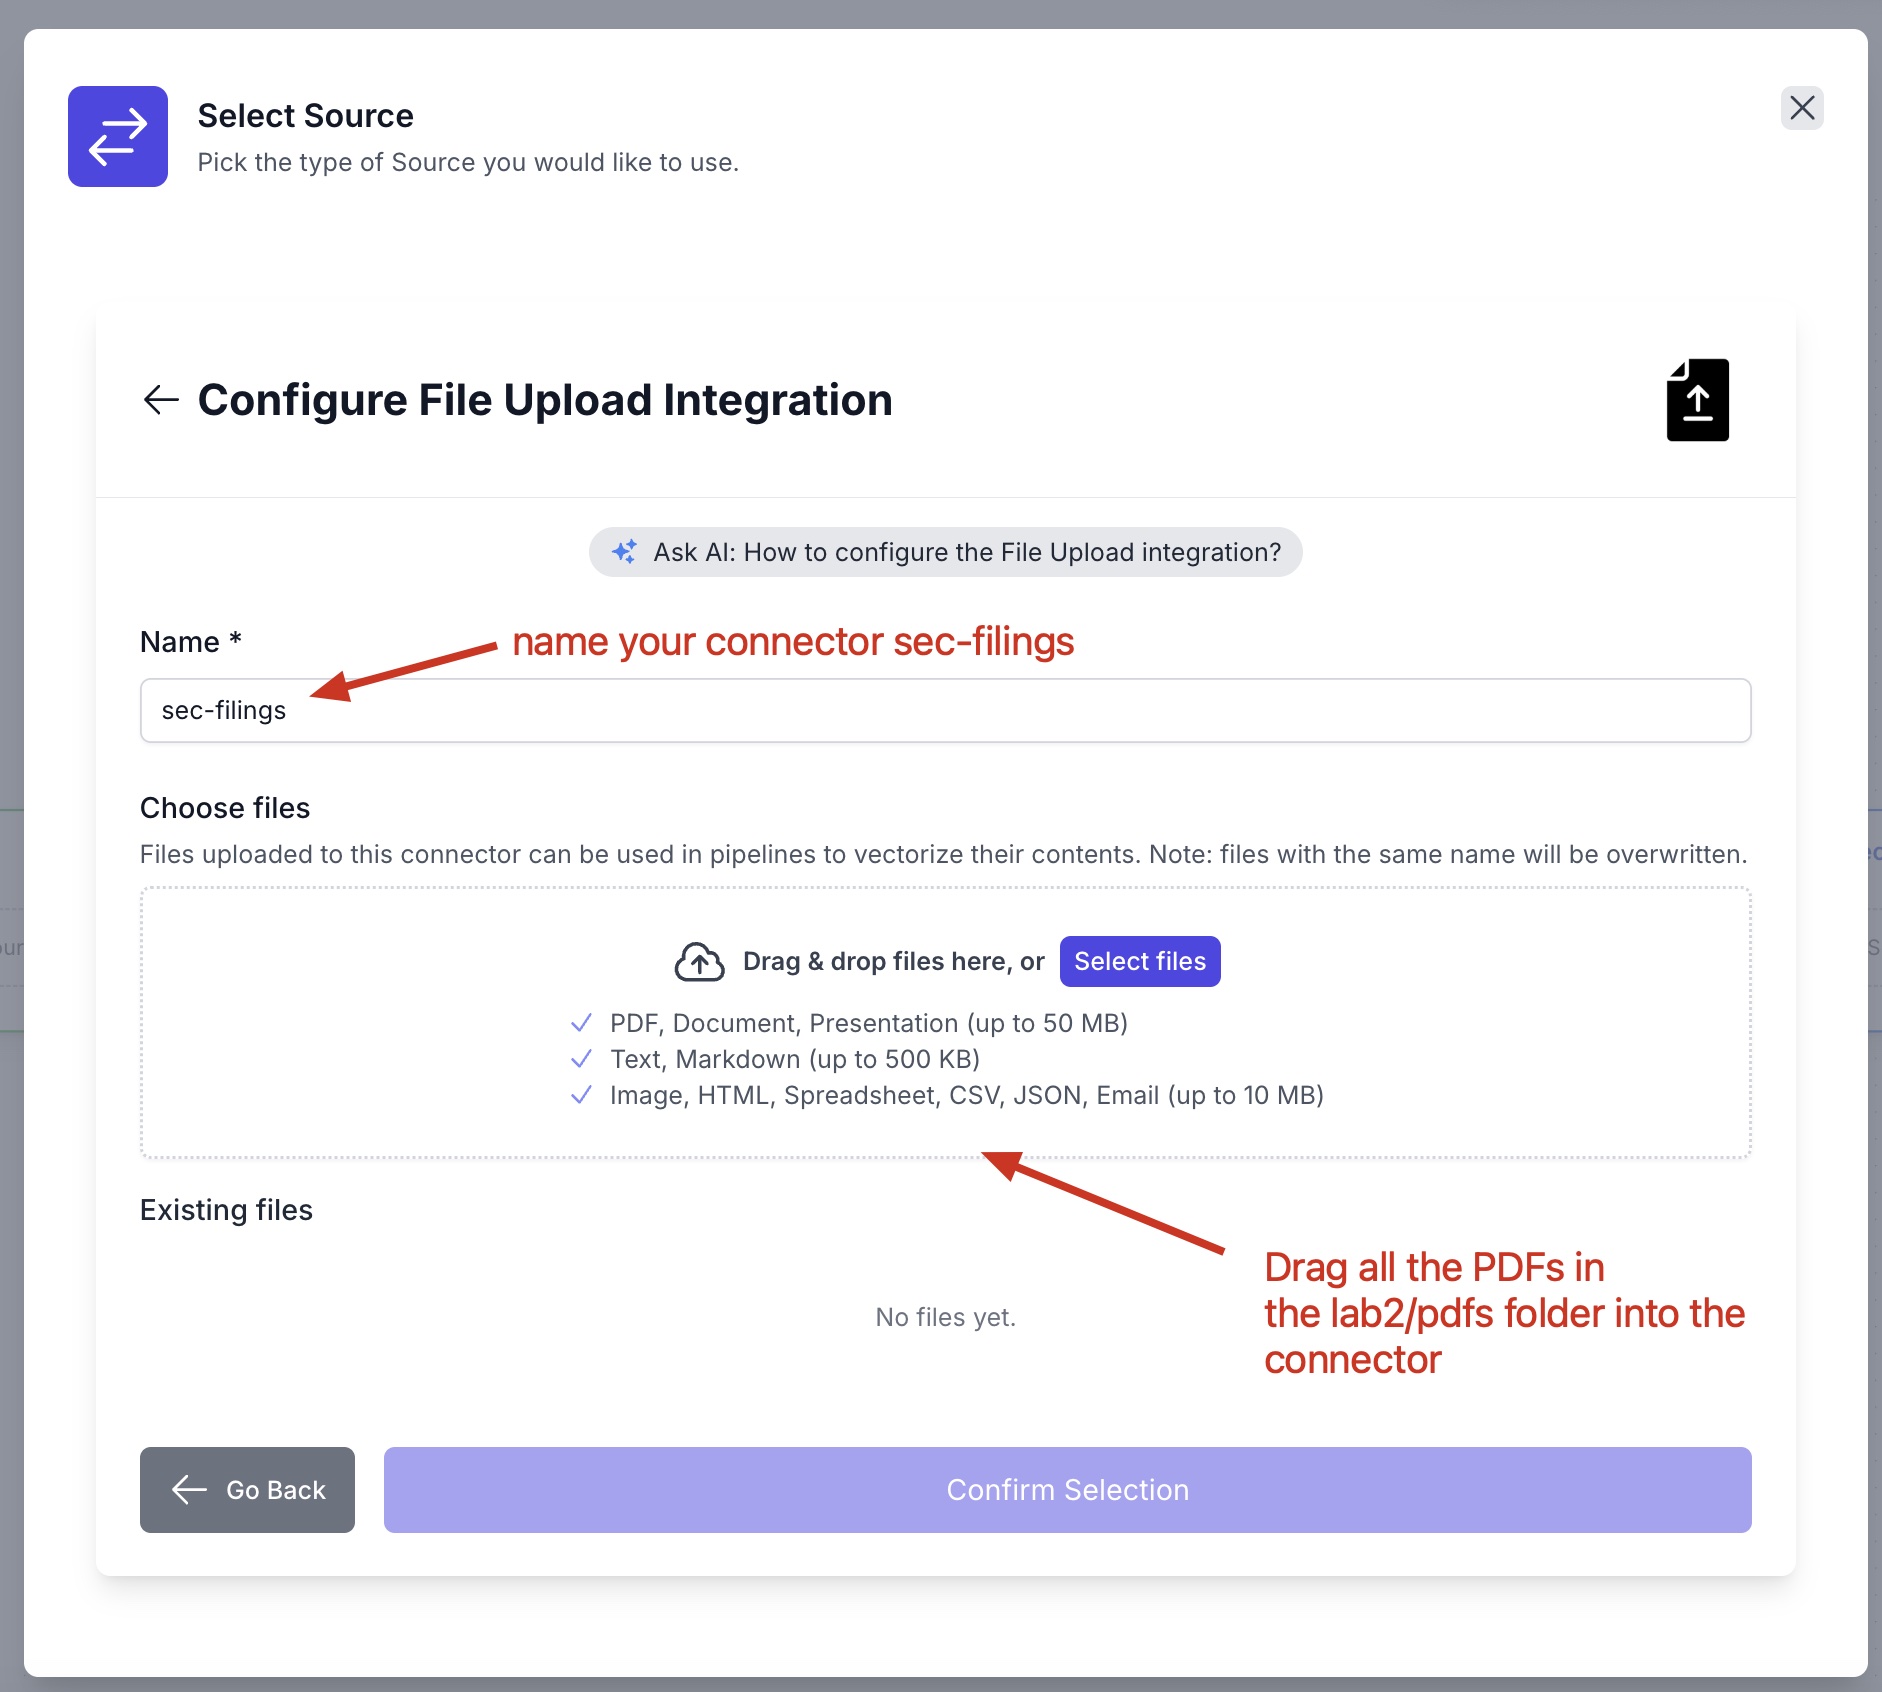 Select Source
Pick the type of Source you would like to use.
Configure File Upload Integration
Ask AI: How to configure the File Upload integration?
Name *
name your connector sec-filings
sec-filings
Choose files
Files uploaded to this connector can be used in pipelines to vectorize their contents. Note: files with the same name will be overwritten.
Drag & drop files here, or
Select files
PDF, Document, Presentation (up to 50 MB)
Text, Markdown (up to 500 KB)
Image, HTML, Spreadsheet, CSV, JSON, Email (up to 10 MB)
Existing files
No files yet.
Drag all the PDFs in
the lab2/pdfs folder into the
connector
Go Back
Confirm Selection